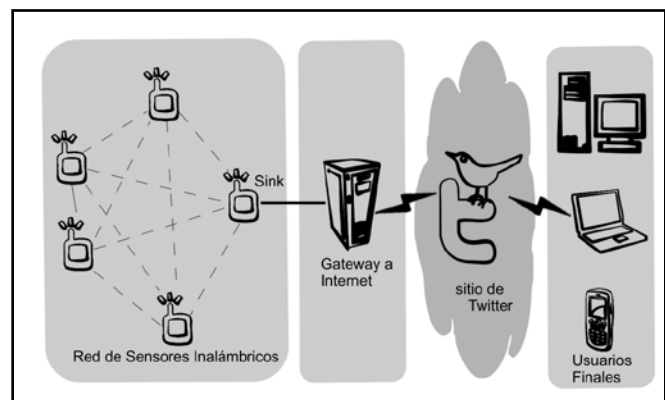 Sink
Red de Sensores Inalámbricos
Gateway a
Internet
sitio de
Twitter
Usuarios
Finales